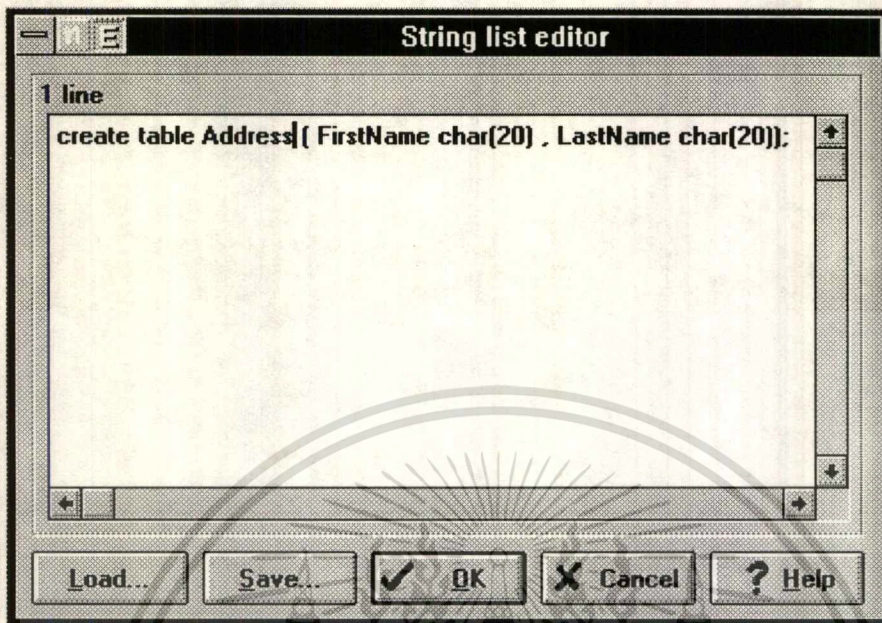 String list editor
1 line
create table Address ( FirstName char(20) , LastName char(20));
Load...
Save...
OK
Cancel
? Help